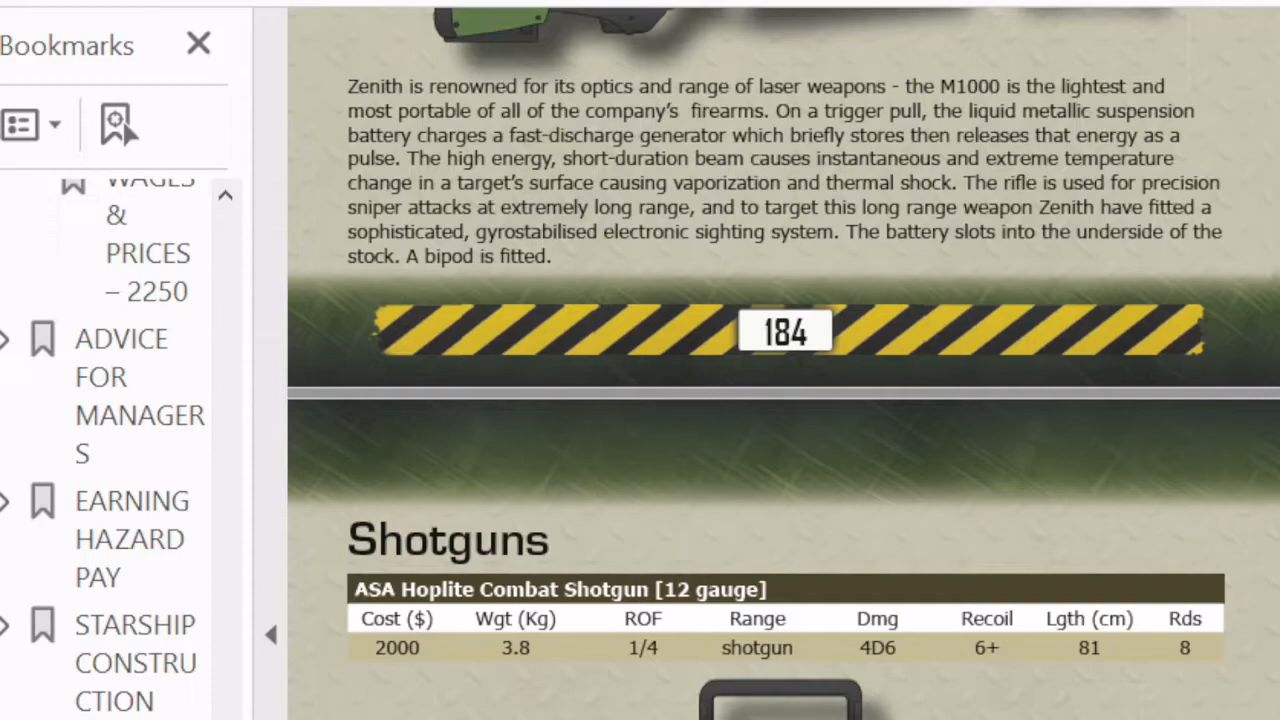 Bookmarks
WAGES
&
PRICES
– 2250
ADVICE
FOR
MANAGER
S
EARNING
HAZARD
PAY
STARSHIP
CONSTRU
CTION
Zenith is renowned for its optics and range of laser weapons - the M1000 is the lightest and
most portable of all of the company's firearms. On a trigger pull, the liquid metallic suspension
battery charges a fast-discharge generator which briefly stores then releases that energy as a
pulse. The high energy, short-duration beam causes instantaneous and extreme temperature
change in a target's surface causing vaporization and thermal shock. The rifle is used for precision
sniper attacks at extremely long range, and to target this long range weapon Zenith have fitted a
sophisticated, gyrostabilised electronic sighting system. The battery slots into the underside of the
stock. A bipod is fitted.
184
Shotguns
ASA Hoplite Combat Shotgun [12 gauge]
Cost ($) Wgt (Kg) ROF Range Dmg Recoil Lgth (cm) Rds
2000 3.8 1/4 shotgun 4D6 6+ 81 8